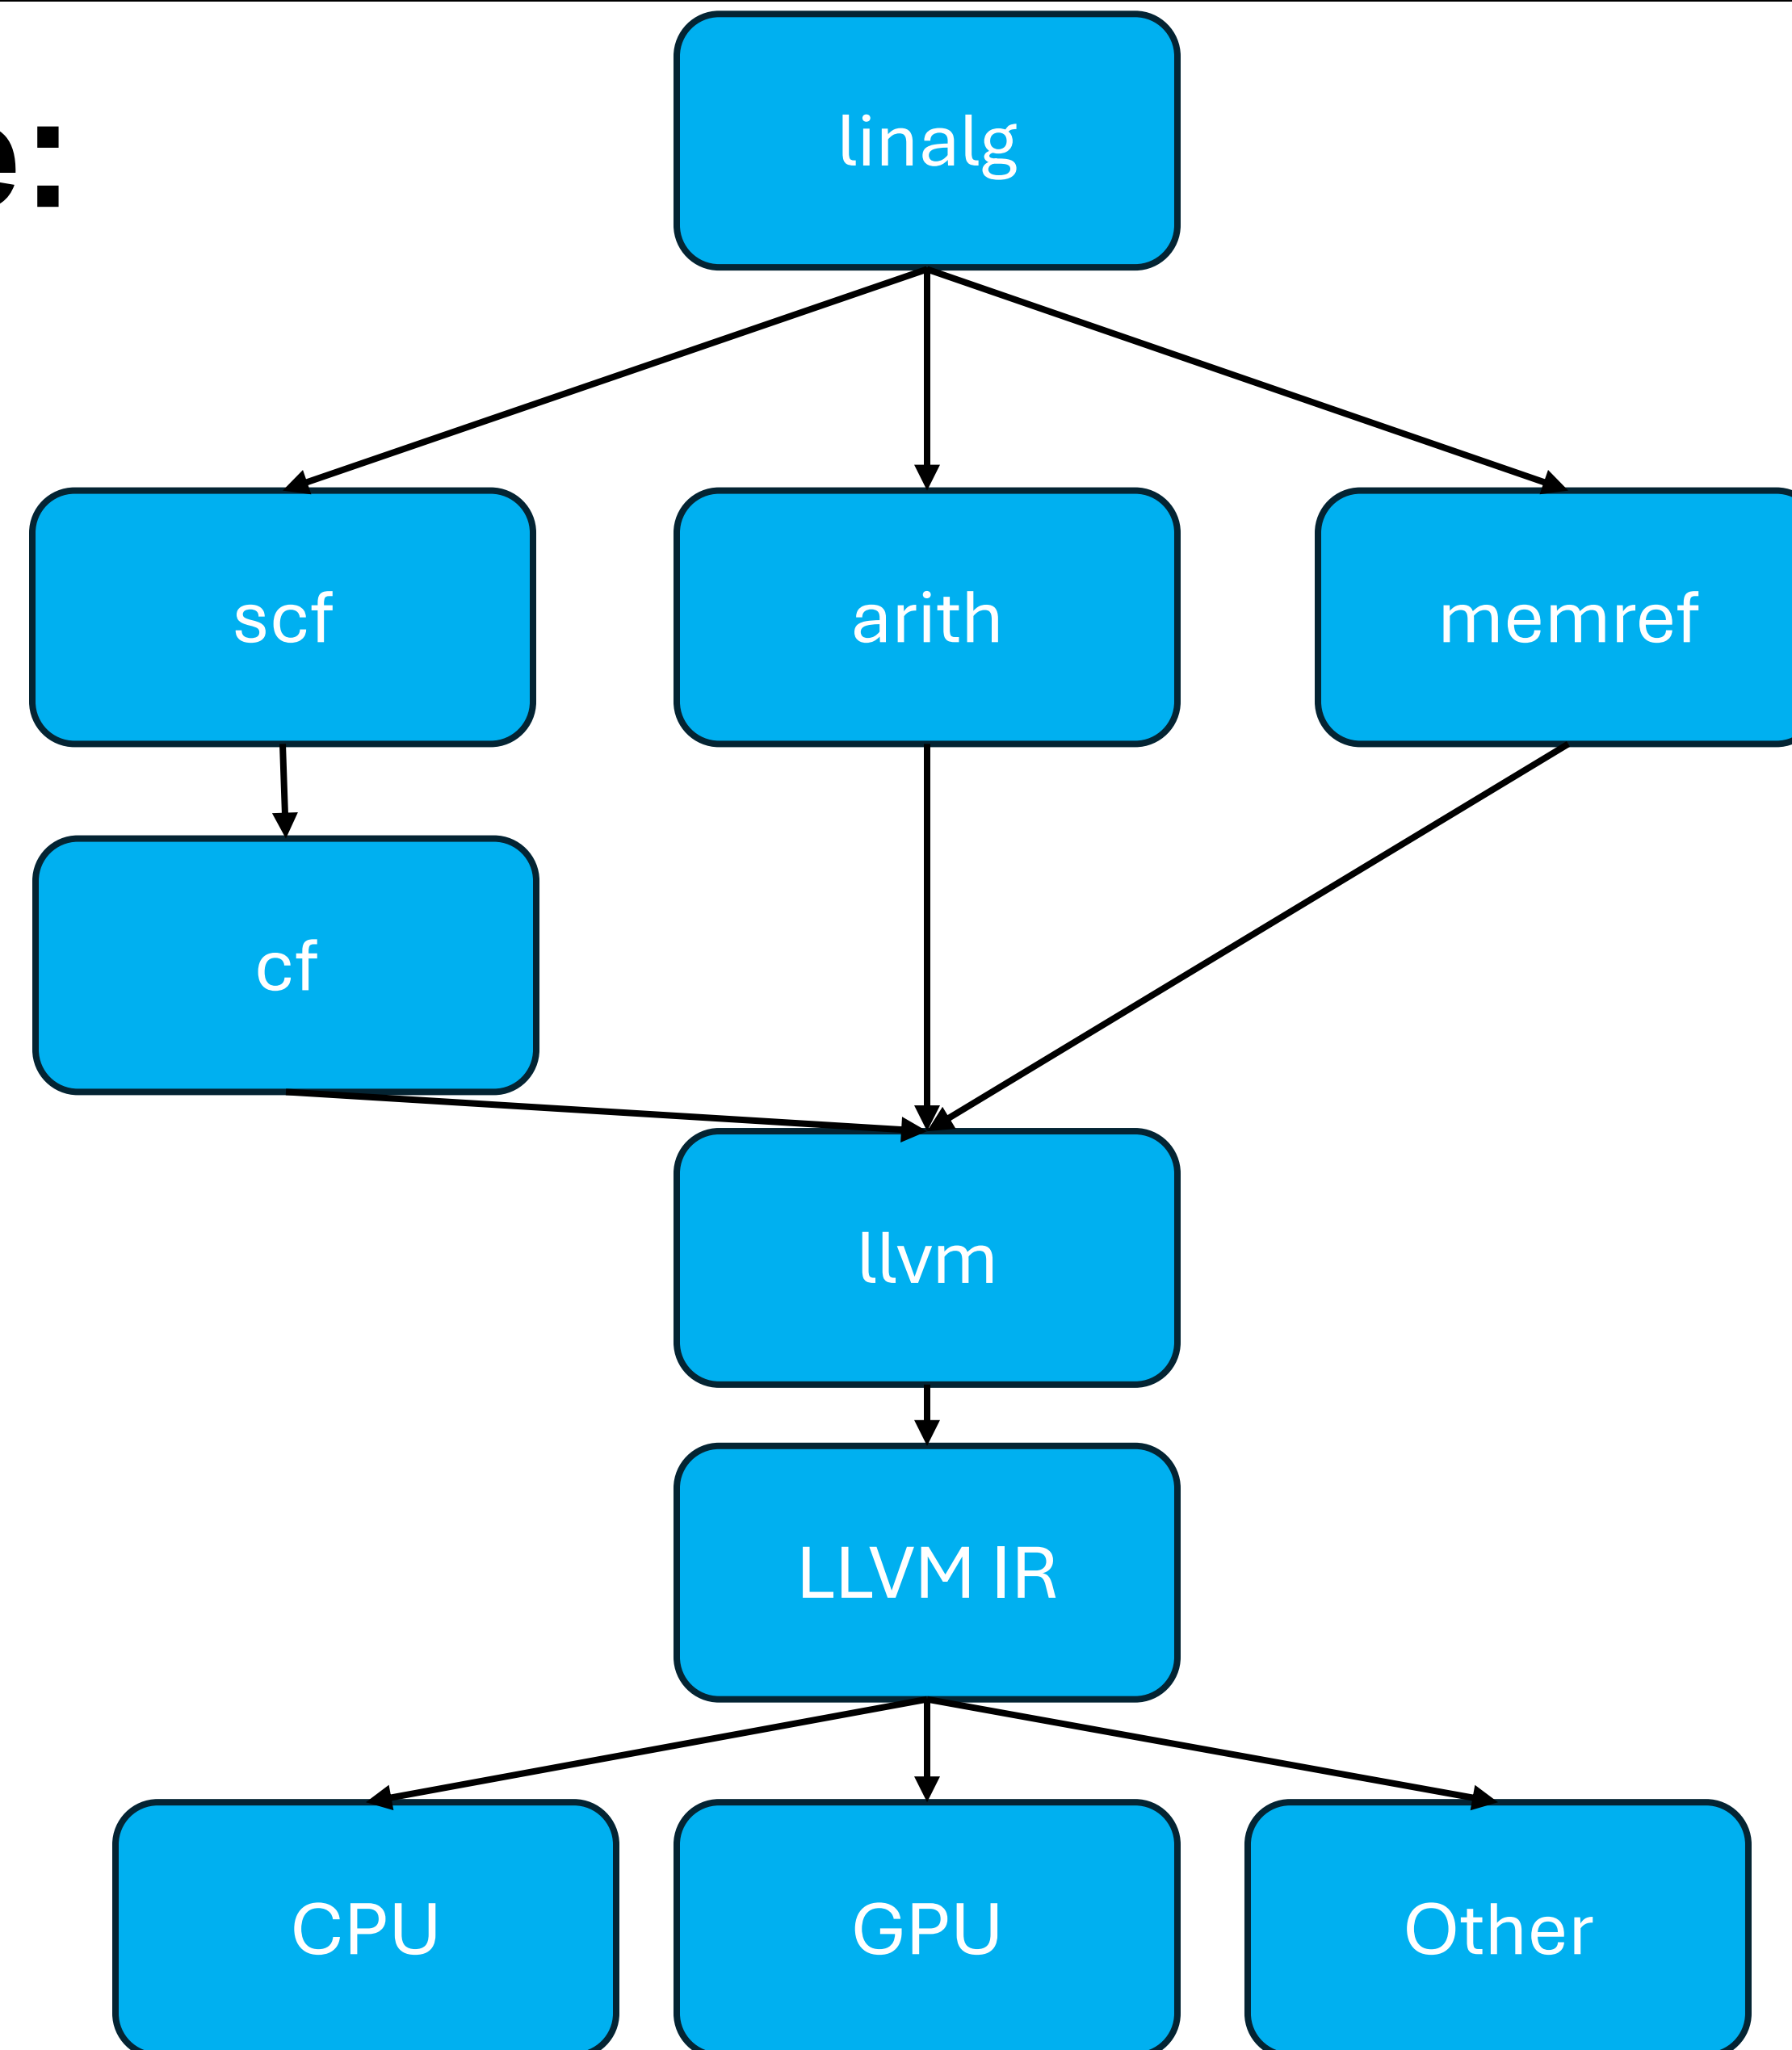 e:
linalg
scf
arith
memref
cf
llvm
LLVM IR
CPU
GPU
Other